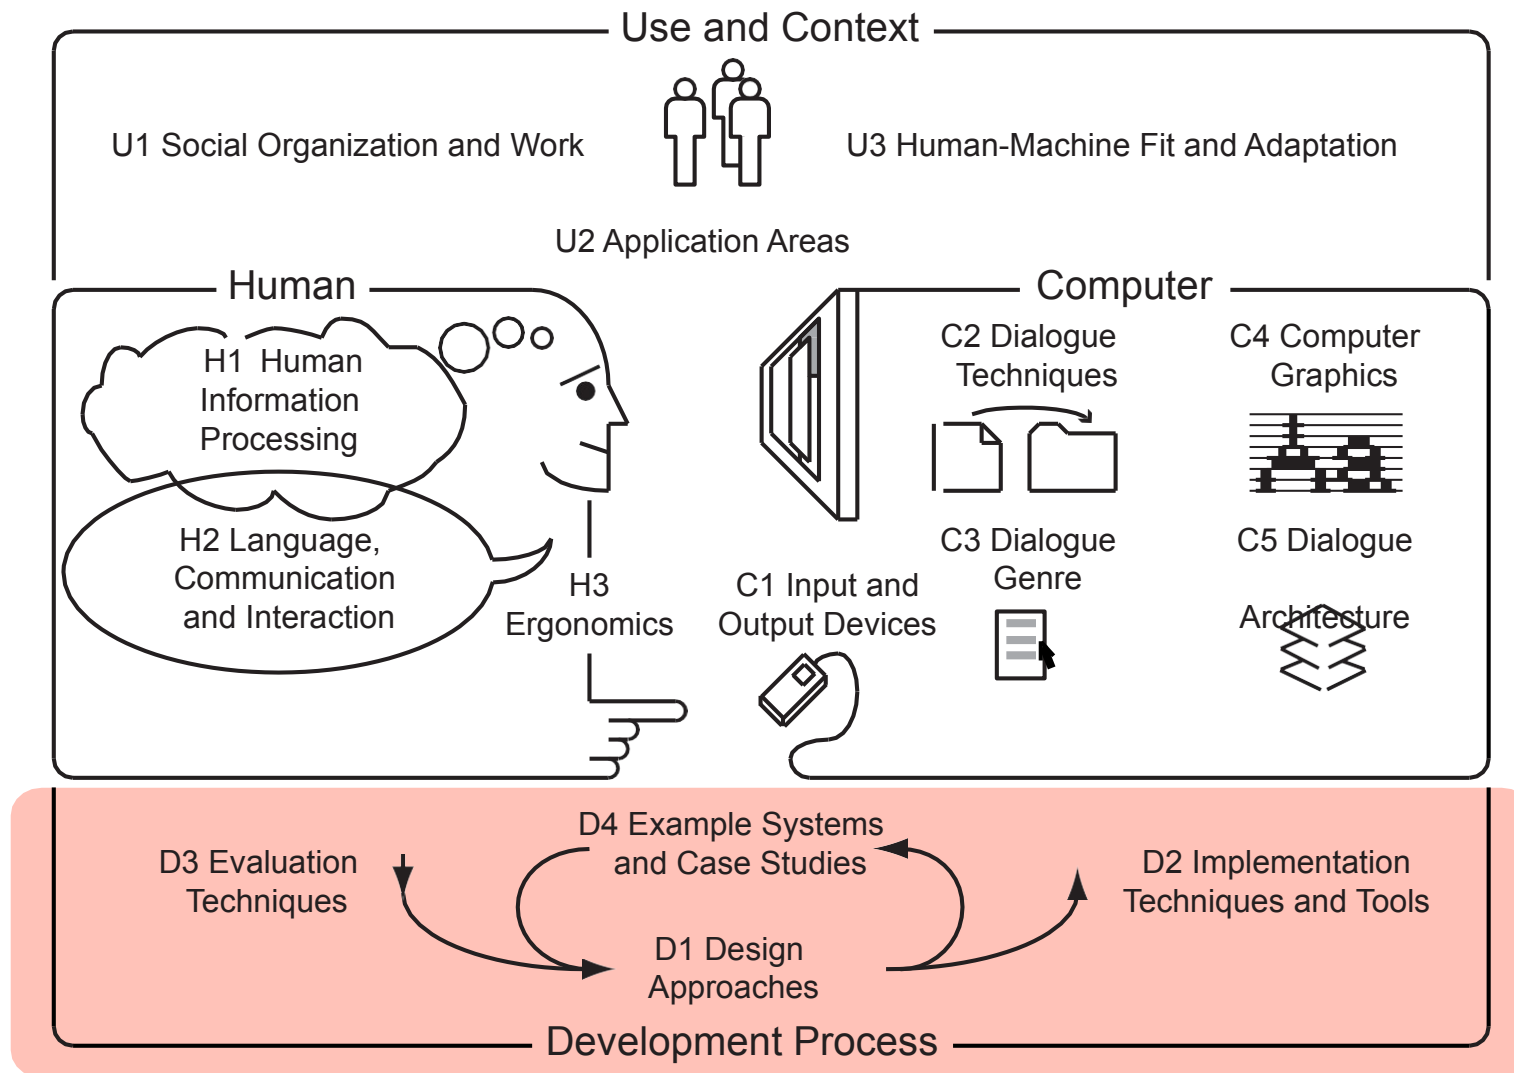 Use and Context
U1 Social Organization and Work
U3 Human-Machine Fit and Adaptation
U2 Application Areas
Human
H1 Human
Information
Processing
H2 Language,
Communication
and Interaction
H3
Ergonomics
Computer
C1 Input and
Output Devices
C2 Dialogue
Techniques
C4 Computer
Graphics
C3 Dialogue
Genre
C5 Dialogue
Architecture
D3 Evaluation
Techniques
D4 Example Systems
and Case Studies
D2 Implementation
Techniques and Tools
D1 Design
Approaches
Development Process